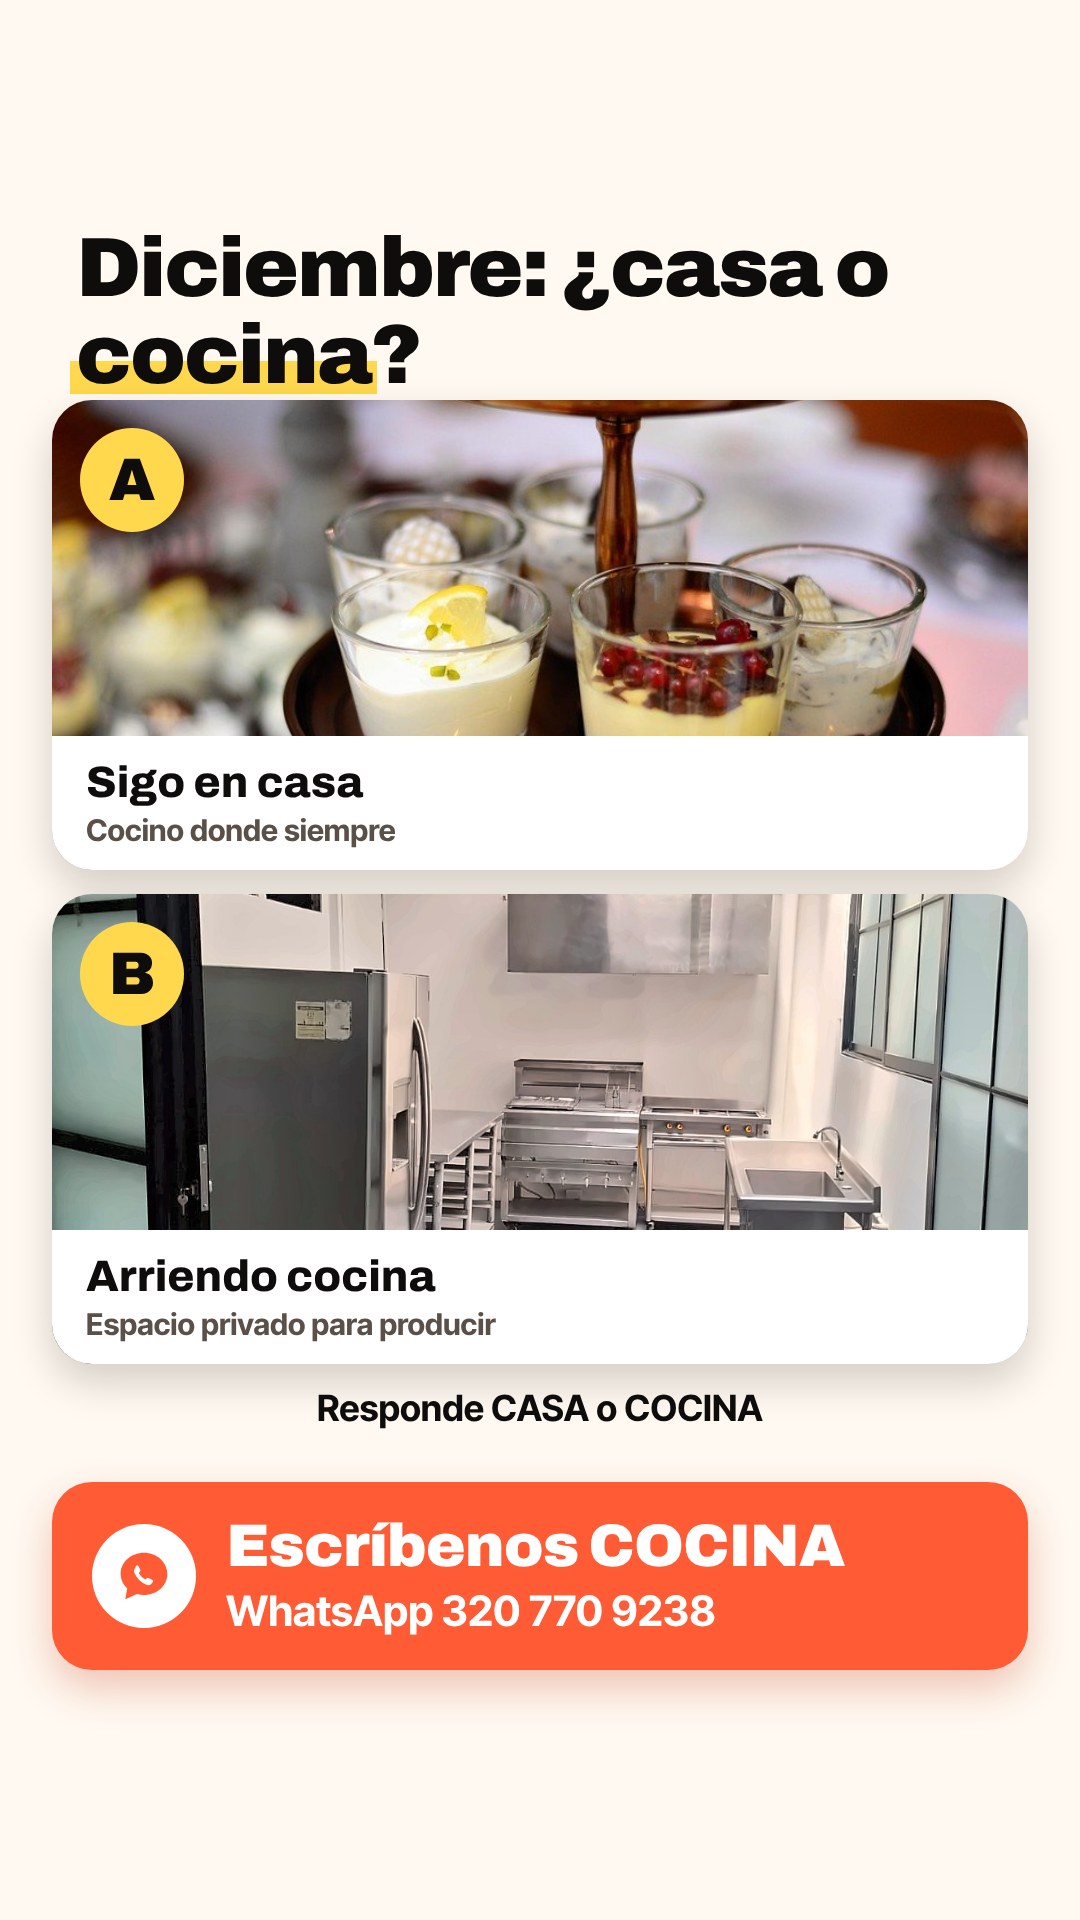 Diciembre: ¿casa o
cocina?
A
Sigo en casa
Cocino donde siempre
B
Arriendo cocina
Espacio privado para producir
Responde CASA o COCINA
Escríbenos COCINA
WhatsApp 320 770 9238